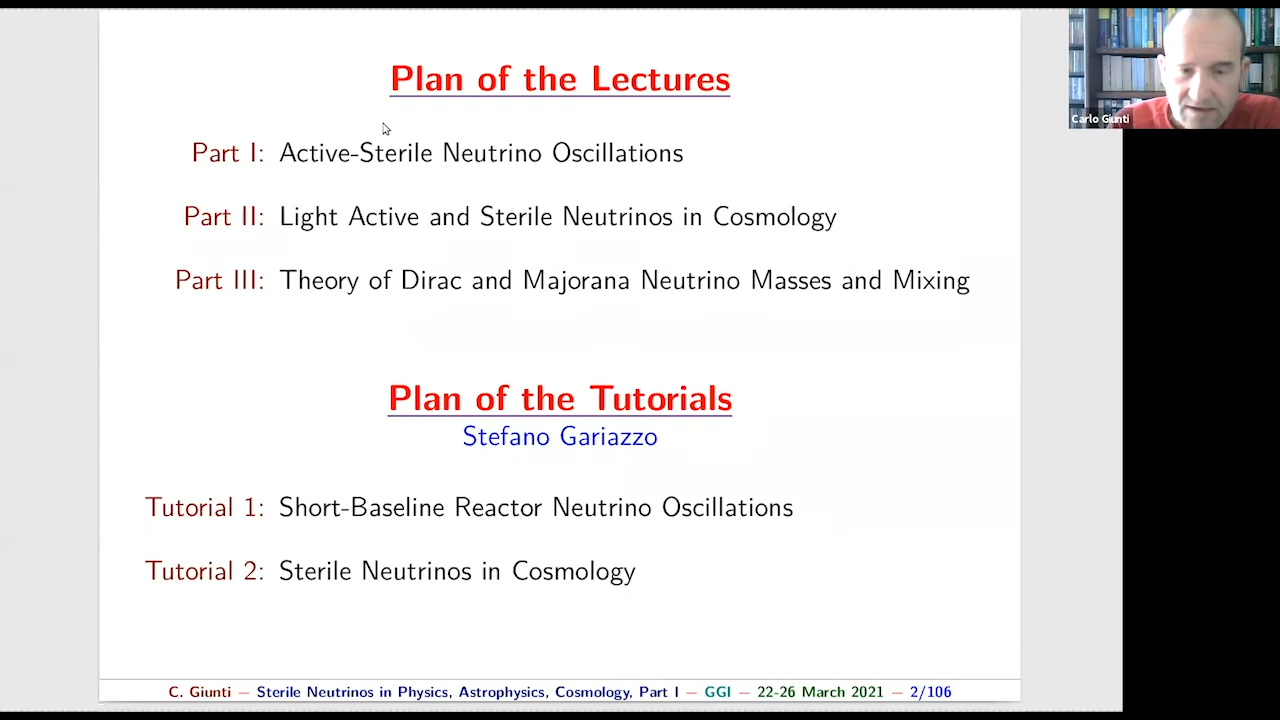 Plan of the Lectures
Part I: Active-Sterile Neutrino Oscillations
Part II: Light Active and Sterile Neutrinos in Cosmology
Part III: Theory of Dirac and Majorana Neutrino Masses and Mixing
Plan of the Tutorials
Stefano Gariazzo
Tutorial 1: Short-Baseline Reactor Neutrino Oscillations
Tutorial 2: Sterile Neutrinos in Cosmology
C. Giunti — Sterile Neutrinos in Physics, Astrophysics, Cosmology, Part I — GGI — 22-26 March 2021 — 2/106
Carlo Giunti